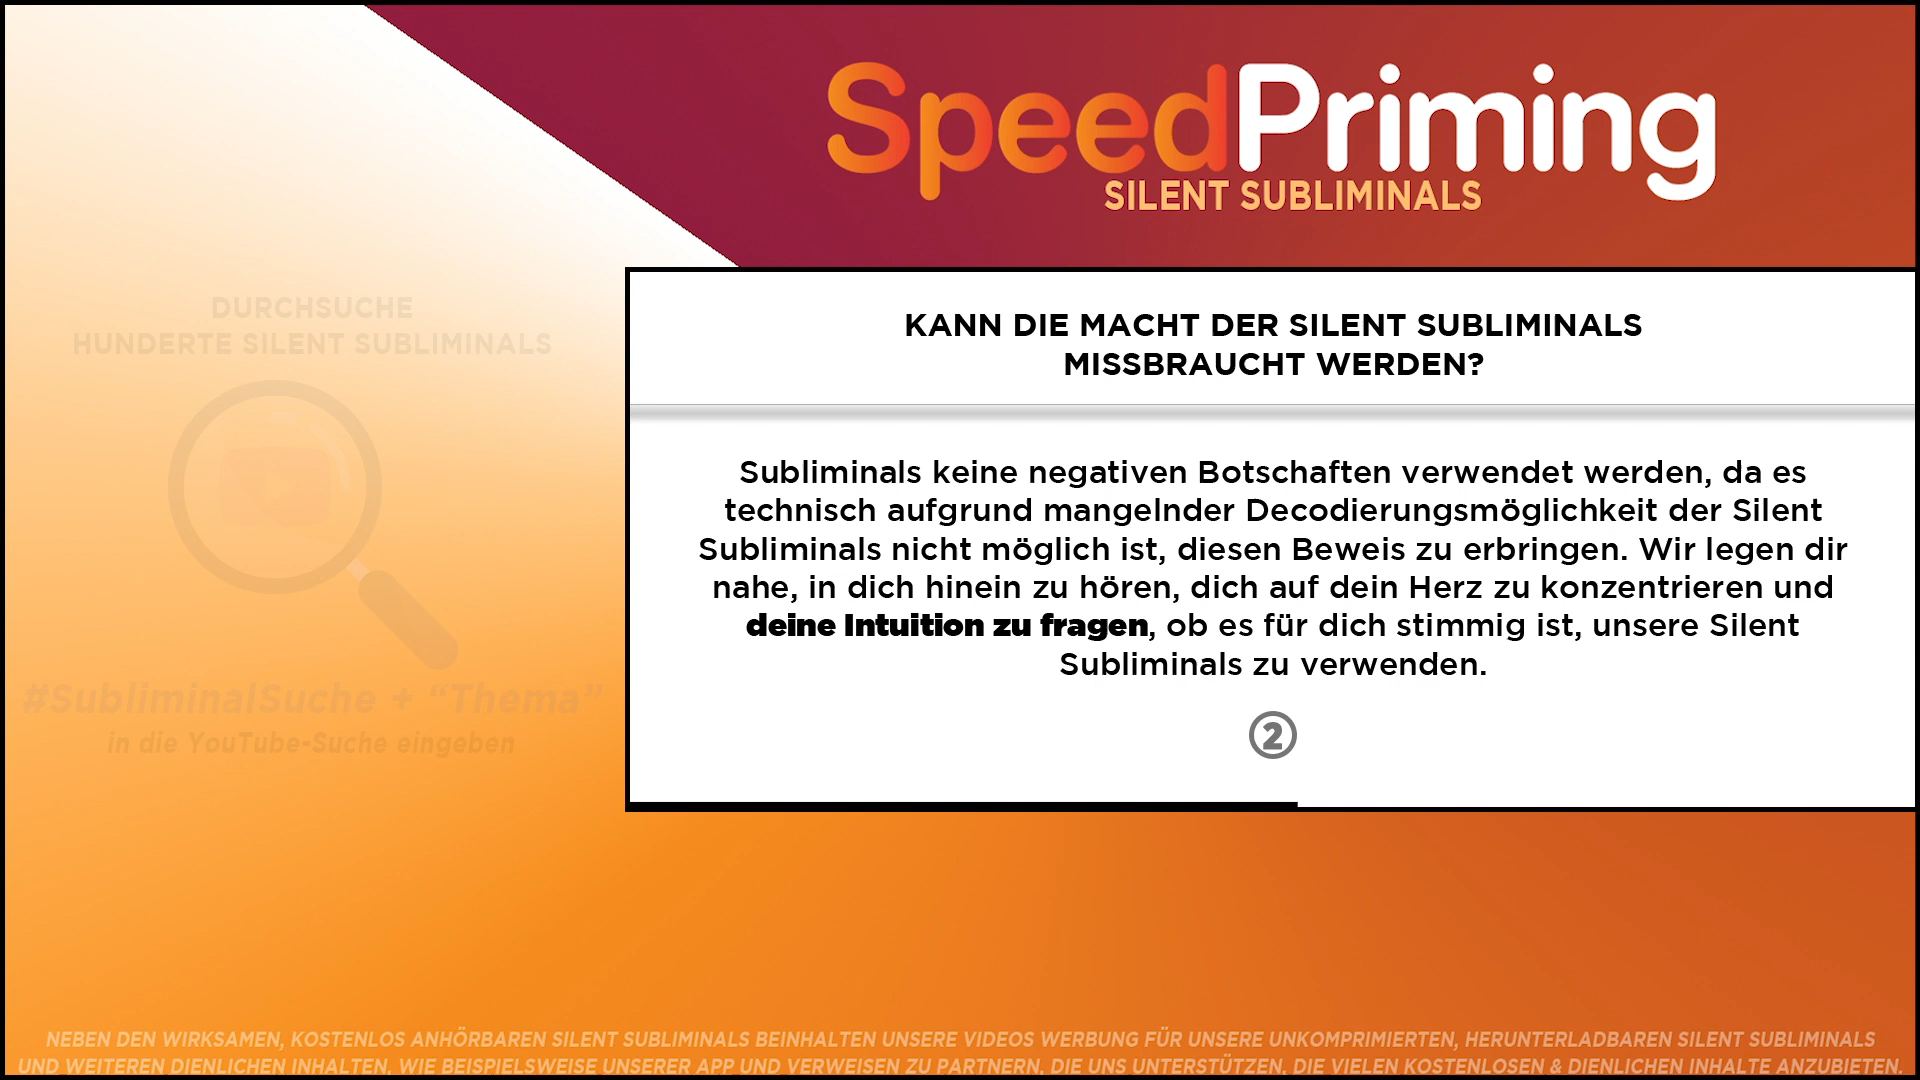 SpeedPriming
SILENT SUBLIMINALS
DURCHSUCHE
HUNDERTE SILENT SUBLIMINALS
#SubliminalSuche + “Thema”
in die YouTube-Suche eingeben
KANN DIE MACHT DER SILENT SUBLIMINALS
MISSBRAUCHT WERDEN?
Subliminals keine negativen Botschaften verwendet werden, da es
technisch aufgrund mangelnder Decodierungsmöglichkeit der Silent
Subliminals nicht möglich ist, diesen Beweis zu erbringen. Wir legen dir
nahe, in dich hinein zu hören, dich auf dein Herz zu konzentrieren und
deine Intuition zu fragen, ob es für dich stimmig ist, unsere Silent
Subliminals zu verwenden.
2
NEBEN DEN WIRKSAMEN, KOSTENLOS ANHÖRBAREN SILENT SUBLIMINALS BEINHALTEN UNSERE VIDEOS WERBUNG FÜR UNSERE UNKOMPRIMIERTEN, HERUNTERLADBAREN SILENT SUBLIMINALS
UND WEITEREN DIENLICHEN INHALTEN, WIE BEISPIELSWEISE UNSERER APP UND VERWEISEN ZU PARTNERN, DIE UNS UNTERSTÜTZEN, DIE VIELEN KOSTENLOSEN & DIENLICHEN INHALTE ANZUBIETEN.